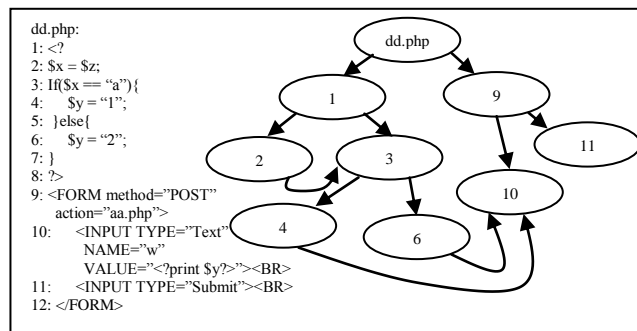 dd.php:
1: <?
2: $x = $z;
3: If($x == “a”){
4: $y = “1”;
5: }else{
6: $y = “2”;
7: }
8: ?>
9: <FORM method=”POST”
action=”aa.php”>
10: <INPUT TYPE=”Text”
NAME=”w”
VALUE=”<?print $y?>”><BR>
11: <INPUT TYPE=”Submit”><BR>
12: </FORM>
dd.php
1
9
2
3
11
10
4
6